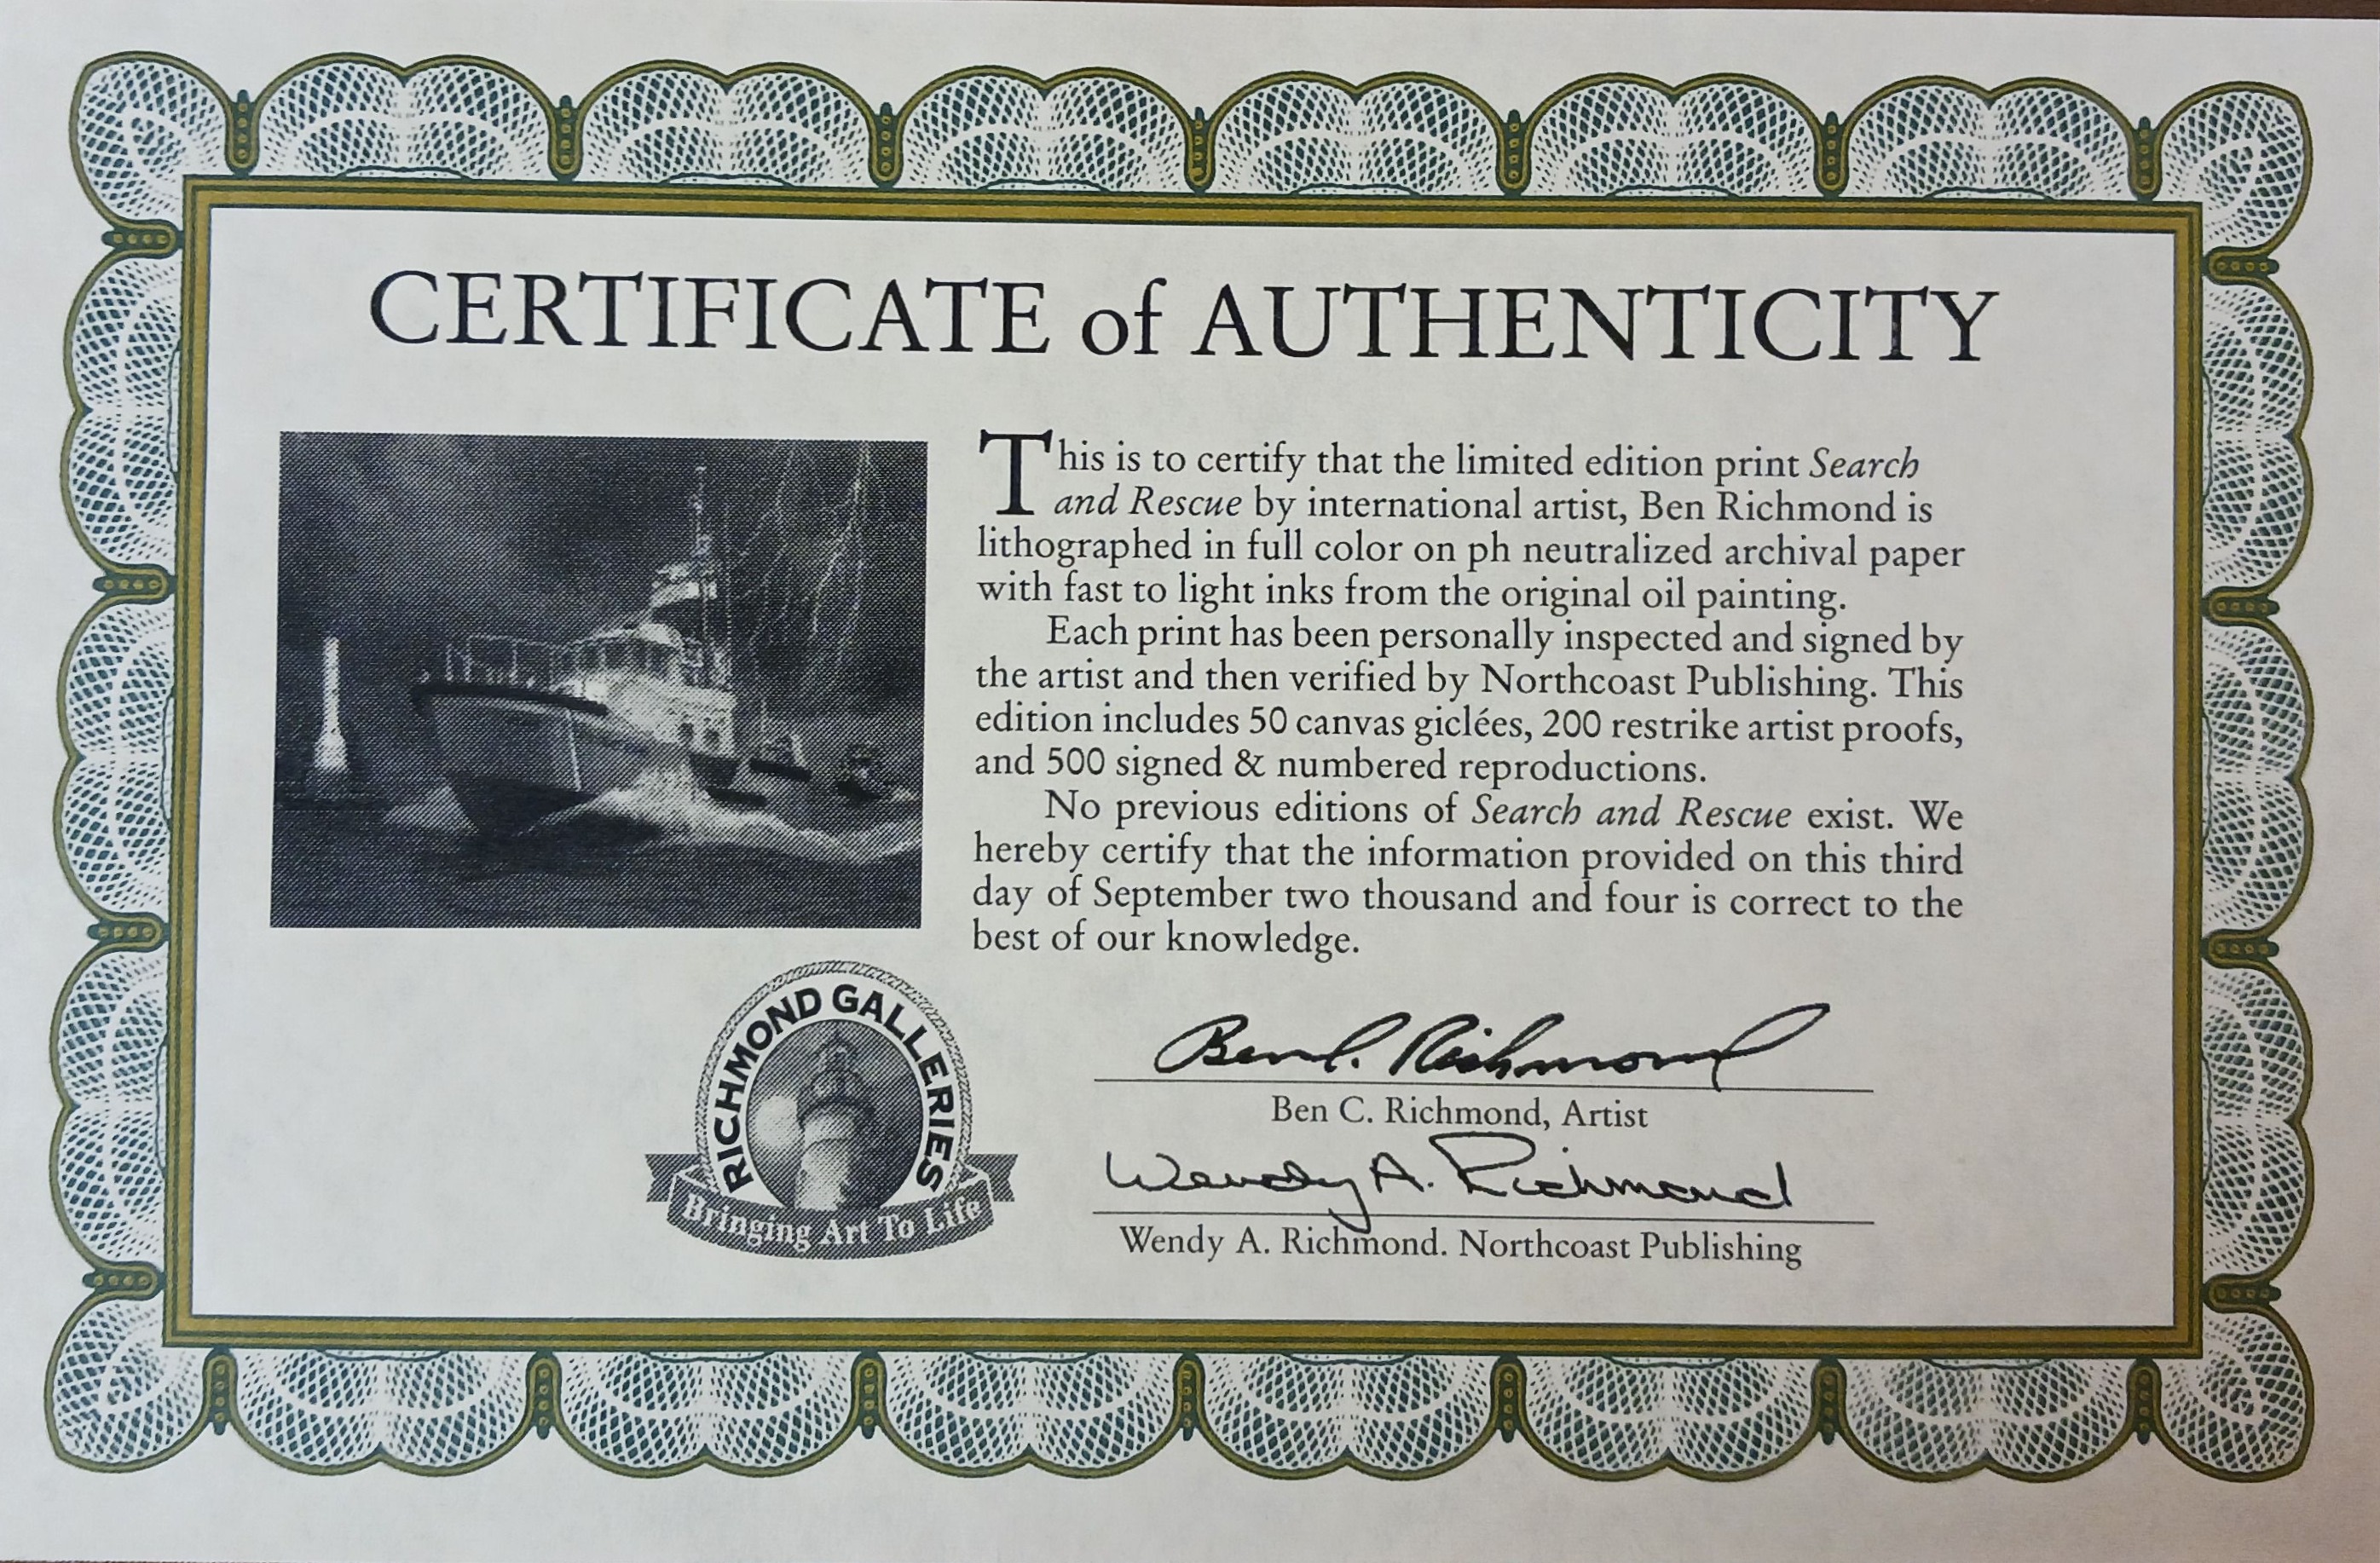 CERTIFICATE of AUTHENTICITY
This is to certify that the limited edition print Search
and Rescue by international artist, Ben Richmond is
lithographed in full color on ph neutralized archival paper
with fast to light inks from the original oil painting.
Each print has been personally inspected and signed by
the artist and then verified by Northcoast Publishing. This
edition includes 50 canvas giclées, 200 restrike artist proofs,
and 500 signed & numbered reproductions.
No previous editions of Search and Rescue exist. We
hereby certify that the information provided on this third
day of September two thousand and four is correct to the
best of our knowledge.
RICHMOND GALLERIES
Bringing Art To Life
Ben C. Richmond
Ben C. Richmond, Artist
Wendy A. Richmond
Wendy A. Richmond. Northcoast Publishing